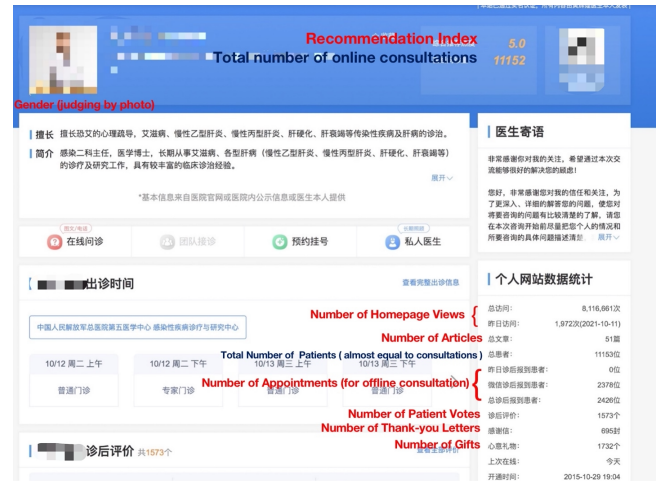 Recommendation Index 5.0
Total number of online consultations 11152
Gender (judging by photo)
擅长 擅长恐艾的心理疏导，艾滋病、慢性乙型肝炎、慢性丙型肝炎、肝硬化、肝衰竭等传染性疾病及肝病的诊治。
简介 感染二科主任，医学博士，长期从事艾滋病、各型肝病（慢性乙型肝炎、慢性丙型肝炎、肝硬化、肝衰竭等）
的诊疗及研究工作，具有较丰富的临床诊治经验。
展开
*基本信息来自医院官网或医院内公示信息或医生本人提供
图文/电话
在线问诊
团队接诊
预约挂号
长期照顾
私人医生
出诊时间
查看完整出诊信息
中国人民解放军总医院第五医学中心 感染性疾病诊疗与研究中心
10/12 周二 上午
10/12 周二 下午
10/13 周三 上午
10/13 周三 下午
普通门诊
专家门诊
普通门诊
普通门诊
诊后评价 共1573个
医生寄语
非常感谢你对我的关注，希望通过本次交
流能够很好的解决您的顾虑！
您好，非常谢您对我的信任和关注，为
了更深入、详细的解答您的问题，使您对
将要咨询的问题有比较清楚的了解，请您
在本次咨询开始前尽量把您个人的情况和
所要咨询的具体问题描述清楚
展开
个人网站数据统计
Number of Homepage Views {
总访问： 8,116,661次
昨日访问： 1,972次(2021-10-11)
Number of Articles 总文章： 51篇
Total Number of Patients ( almost equal to consultations ) 总患者： 11153位
Number of Appointments (for offline consultation) {
昨日诊后报到患者： 0位
微信诊后报到患者： 2378位
总诊后报到患者： 2426位
Number of Patient Votes 诊后评价： 1573个
Number of Thank-you Letters 感谢信： 695封
Number of Gifts 心意礼物： 1732个
上次在线： 今天
开通时间： 2015-10-29 19:04